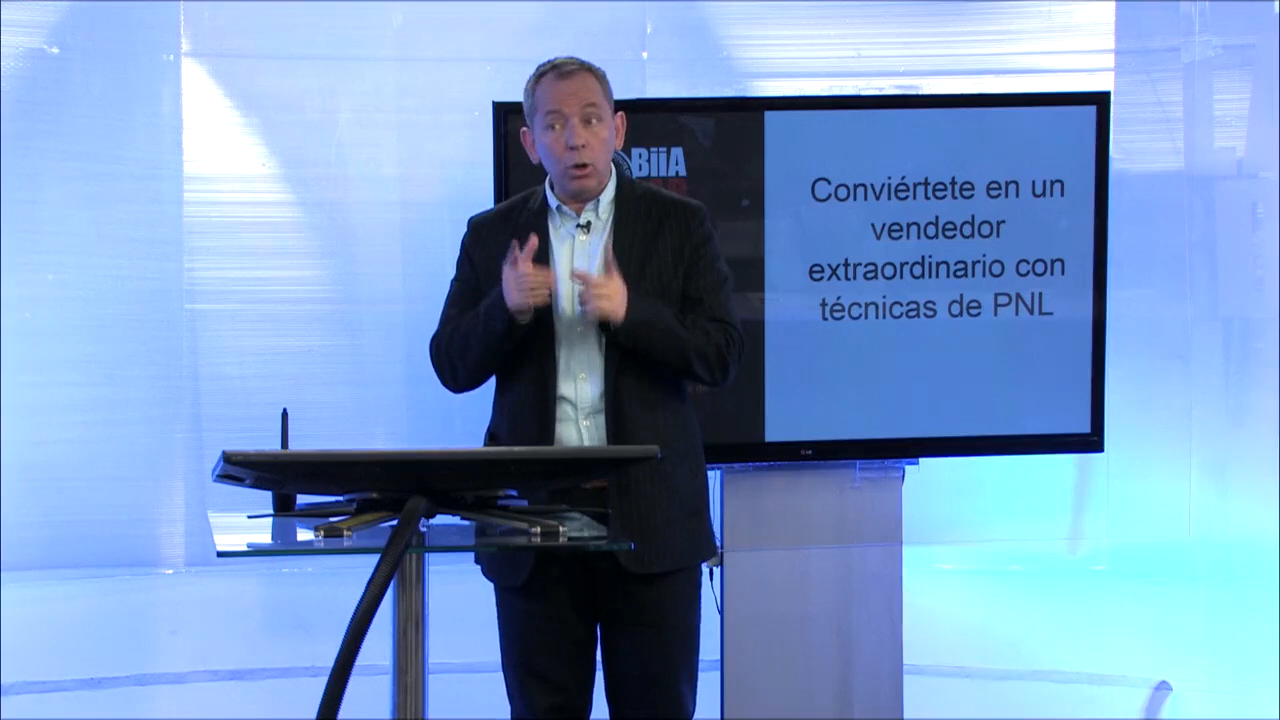 BiiA
Conviértete en un
vendedor
extraordinario con
técnicas de PNL